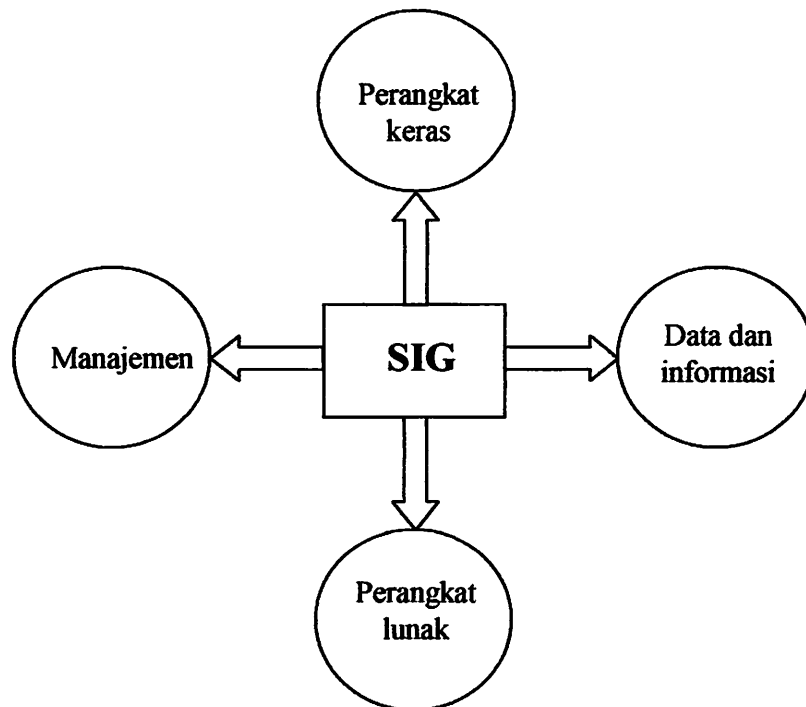 Perangkat
keras
Manajemen
SIG
Data dan
informasi
Perangkat
lunak